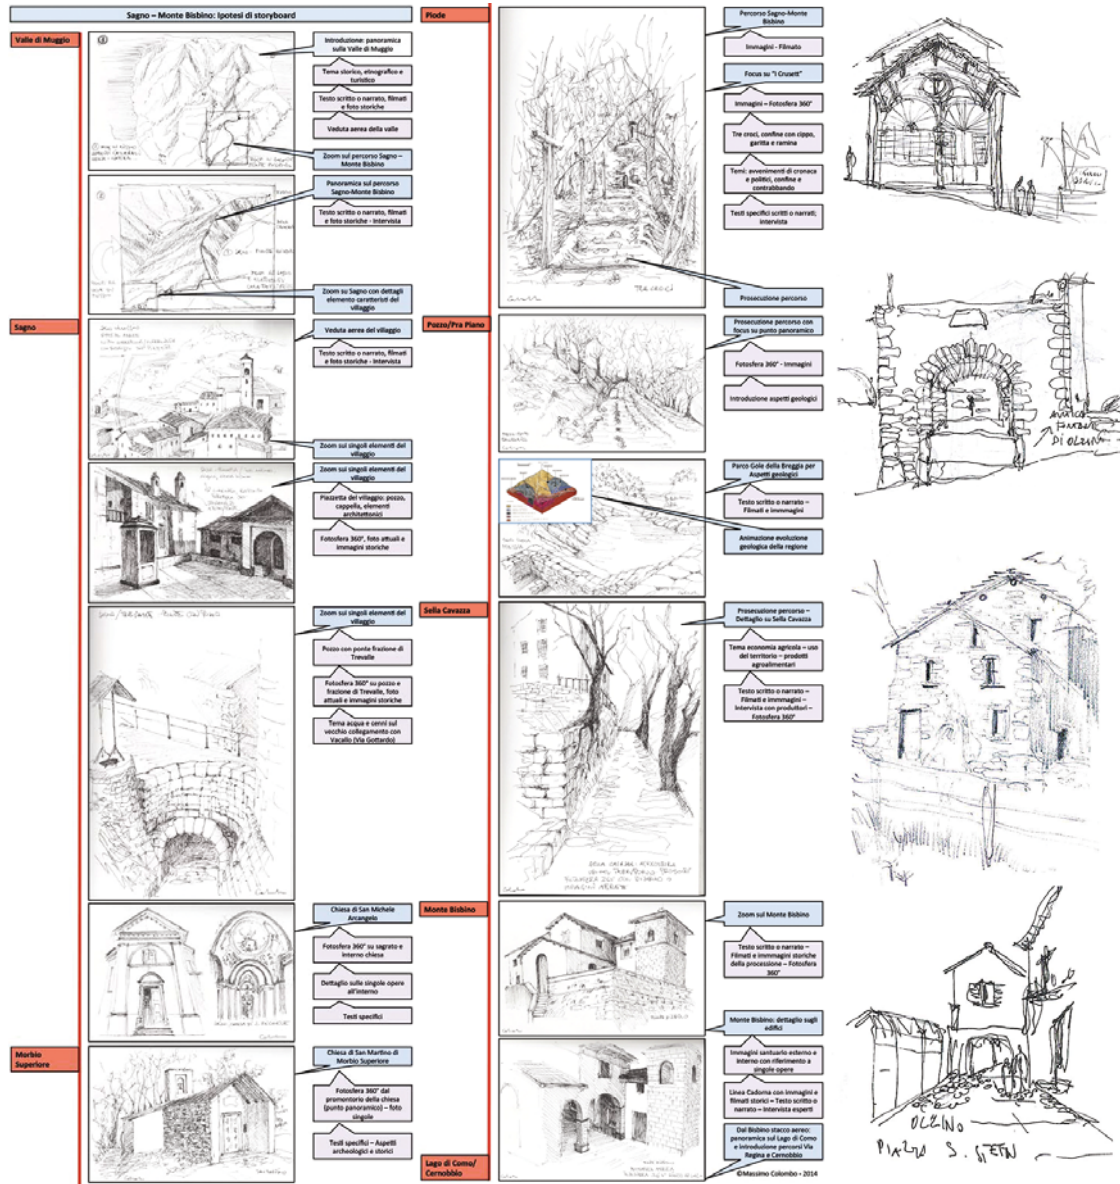 Sagno – Monte Bisbino: Ipotesi di storyboard
Valle di Muggio
Introduzione: panoramica
sulla Valle di Muggio
Tema storico, etnografico e
turistico
Testo scritto o narrato, filmati
e foto storiche
Veduta aerea della valle
Zoom sul percorso Sagno –
Monte Bisbino
Panoramica sul percorso
Sagno-Monte Bisbino
Testo scritto o narrato, filmati
e foto storiche - Intervista
Zoom su Sagno con dettagli
elemento caratteristi del
villaggio
Sagno
Veduta aerea del villaggio
Testo scritto o narrato, filmati
e foto storiche - Intervista
Zoom sui singoli elementi del
villaggio
Zoom sui singoli elementi del
villaggio
Piazzetta del villaggio: pozzo,
cappella, elementi
architettonici
Fotosfera 360°, foto attuali e
immagini storiche
Zoom sui singoli elementi del
villaggio
Pozzo con ponte frazione di
Trevalle
Fotosfera 360° su pozzo e
frazione di Trevalle, foto
attuali e immagini storiche
Tema acqua e cenni sul
vecchio collegamento con
Vacallo (Via Gottardo)
Chiesa di San Michele
Arcangelo
Fotosfera 360° su sagrato e
interno chiesa
Dettaglio sulle singole opere
all'interno
Testi specifici
Morbio
Superiore
Chiesa di San Martino di
Morbio Superiore
Fotosfera 360° dal
promontorio della chiesa
(punto panoramico) – foto
singole
Testi specifici – Aspetti
archeologici e storici
Piode
Percorso Sagno-Monte
Bisbino
Immagini - Filmato
Focus su "I Crusett"
Immagini – Fotosfera 360°
Tre croci, confine con cippo,
garitta e ramina
Temi: avvenimenti di cronaca
e politici, confine e
contrabbando
Testi specifici scritti o narrati;
intervista
TRE CROCI
Prosecuzione percorso
Pozzo/Pra Piano
Prosecuzione percorso con
focus su punto panoramico
Fotosfera 360° - Immagini
Introduzione aspetti geologici
Parco Gole della Breggia per
Aspetti geologici
Testo scritto o narrato –
Filmati e immmagini
Animazione evoluzione
geologica della regione
Sella Cavazza
Prosecuzione percorso –
Dettaglio su Sella Cavazza
Tema economia agricola – uso
del territorio – prodotti
agroalimentari
Testo scritto o narrato –
Filmati e immmagini –
Intervista con produttori –
Fotosfera 360°
Monte Bisbino
Zoom sul Monte Bisbino
Testo scritto o narrato –
Filmati e immmagini storiche
della processione – Fotosfera
360°
Monte Bisbino: dettaglio sugli
edifici
Immagini santuario esterno e
interno con riferimento a
singole opere
Linea Cadorna con immagini e
filmati storici – Testo scritto o
narrato – Intervista esperti
Dal Bisbino stacco aereo:
panoramica sul Lago di Como
e introduzione percorsi Via
Regina e Cernobbio
Lago di Como/
Cernobbio
©Massimo Colombo - 2014
DI OLZINO
OLZINO
PIAZZA S.